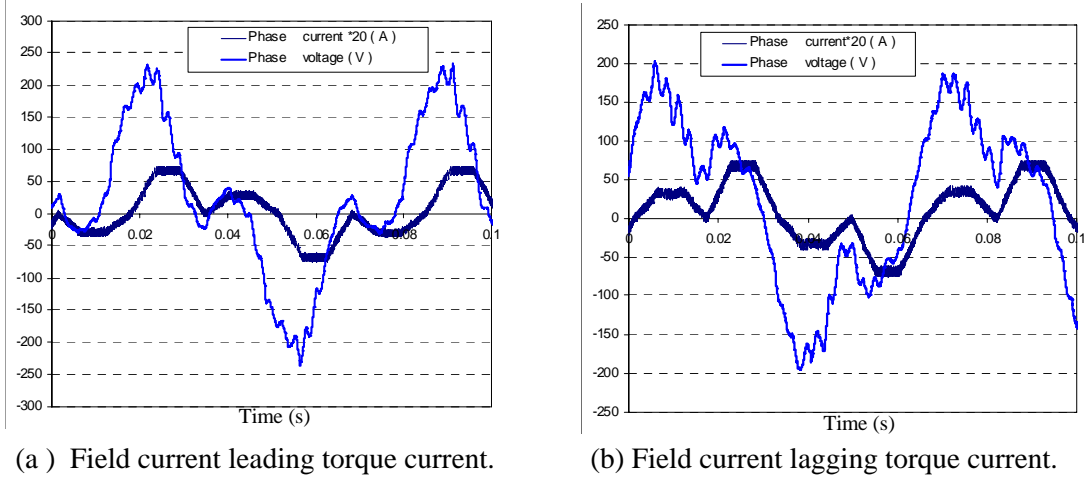 300
250
200
150
100
50
0
-50
-100
-150
-200
-250
-300
0 0.02 0.04 0.06 0.08 0.1
Phase current *20 ( A )
Phase voltage ( V )
Time (s)
(a ) Field current leading torque current.
250
200
150
100
50
0
-50
-100
-150
-200
-250
0 0.02 0.04 0.06 0.08 0.1
Phase current*20 ( A )
Phase voltage ( V )
Time (s)
(b) Field current lagging torque current.